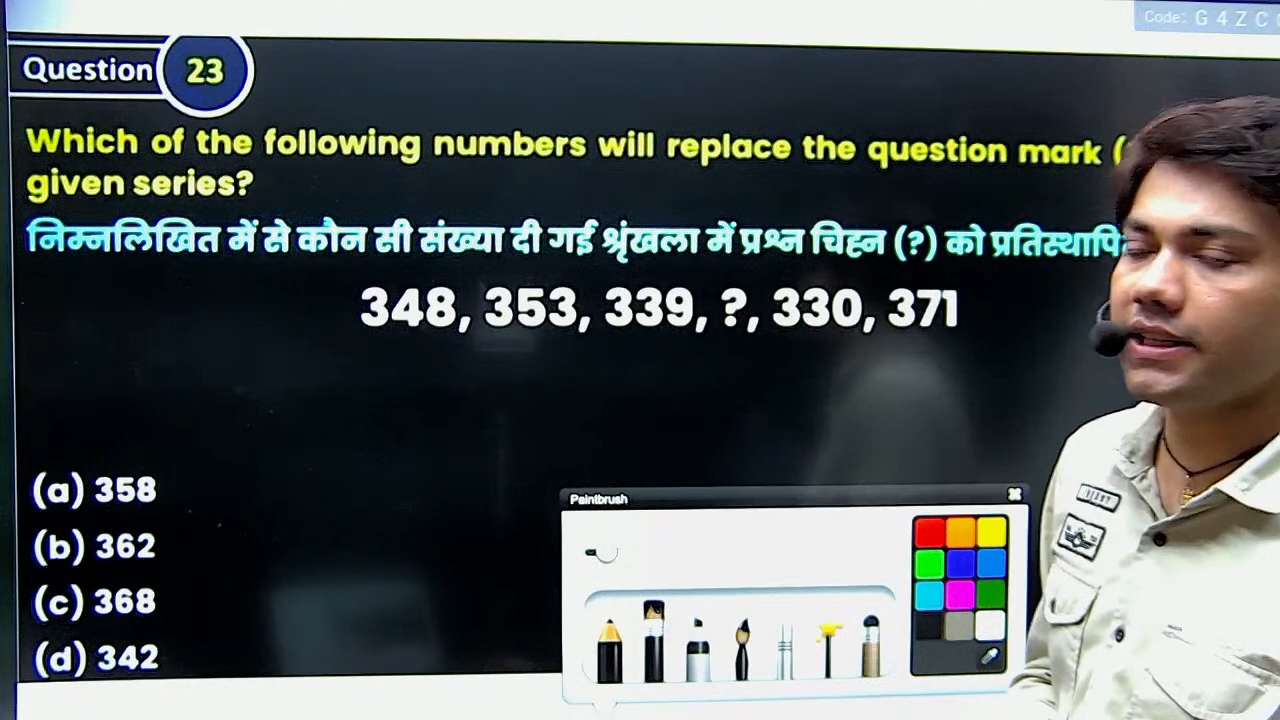 Code: G 4 Z C
Question 23
Which of the following numbers will replace the question mark (
given series?
निम्नलिखित में से कौन सी संख्या दी गई श्रृंखला में प्रश्न चिह्न (?) को
348, 353, 339, ?, 330, 371
(a) 358
(b) 362
(c) 368
(d) 342
Paintbrush